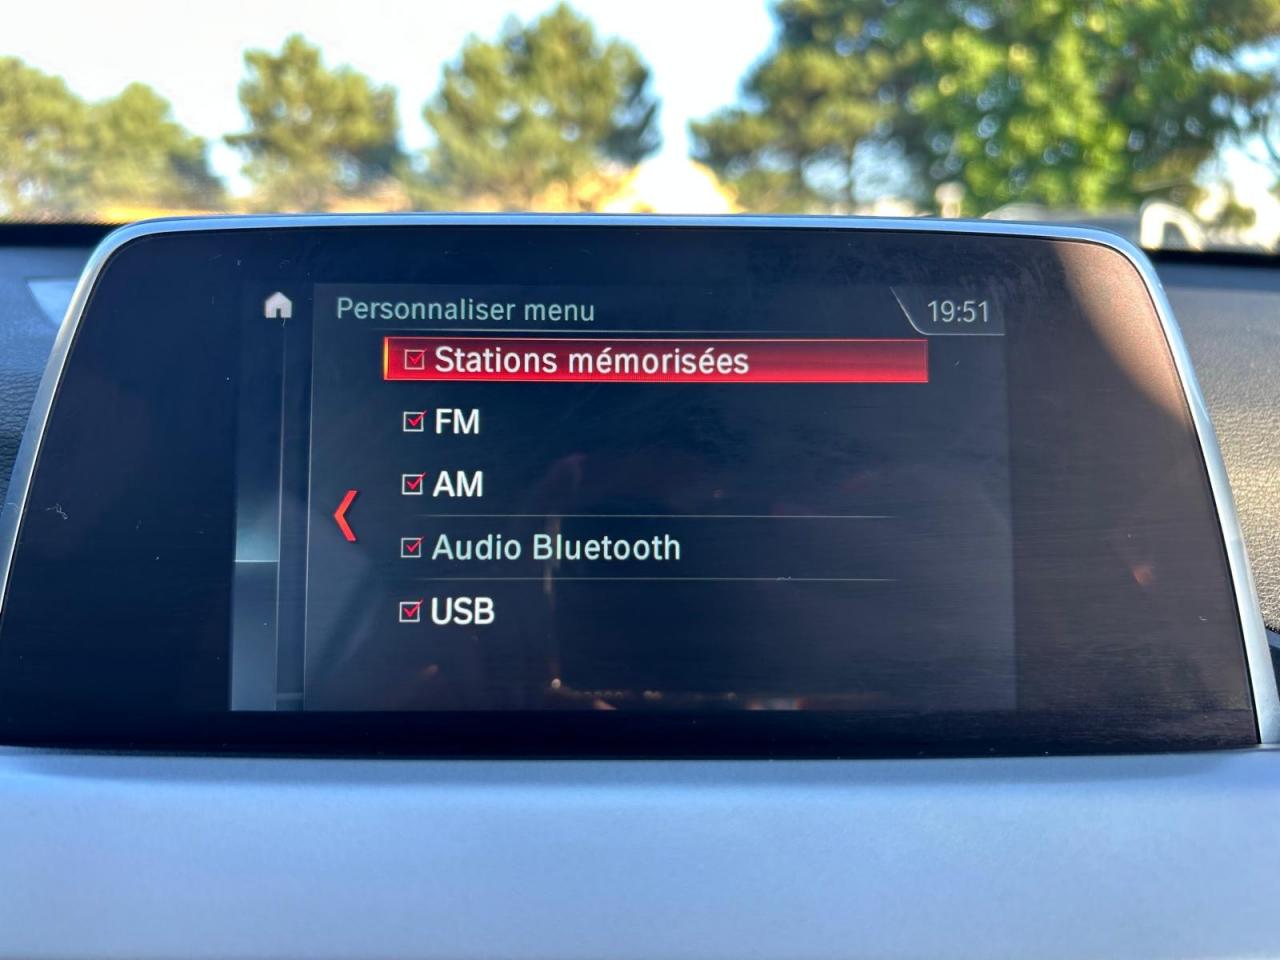 Personnaliser menu 19:51
Stations mémorisées
FM
AM
Audio Bluetooth
USB